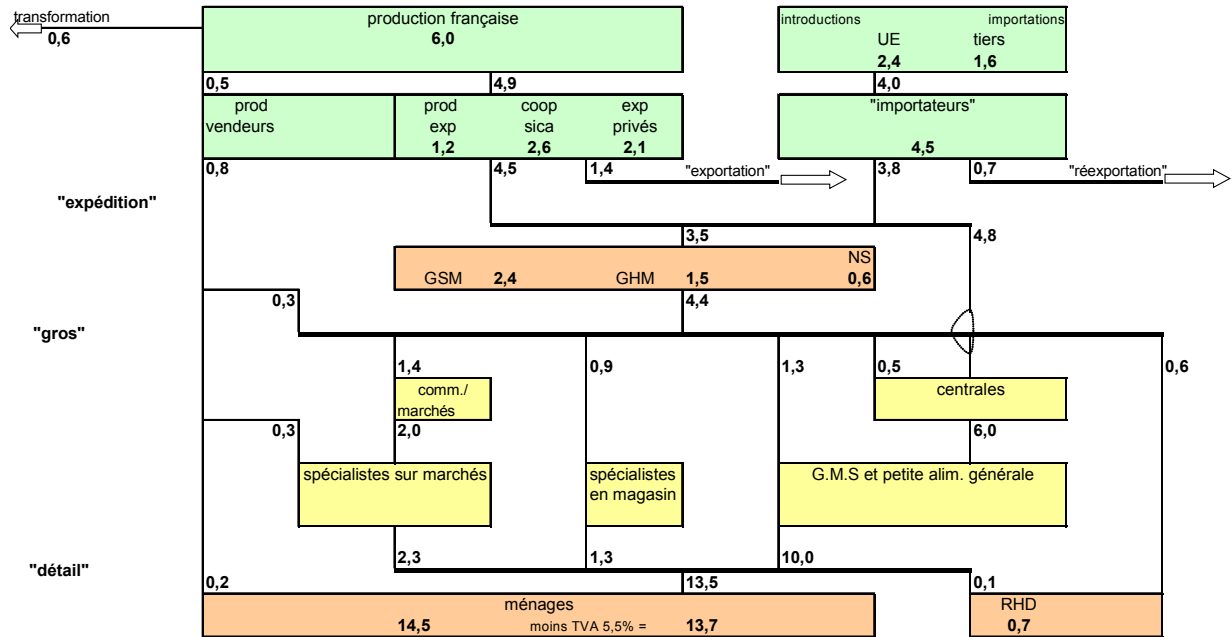 transformation
0,6
production française
6,0
introductions importations
UE tiers
2,4 1,6
0,5 4,9 4,0
prod vendeurs
prod exp 1,2
coop sica 2,6
exp privés 2,1
"importateurs"
4,5
0,8 4,5 1,4 "exportation" 3,8 0,7 "réexportation"
"expédition"
3,5 4,8
NS
GSM 2,4 GHM 1,5 0,6
0,3 4,4
"gros"
1,4 0,9 1,3 0,5 0,6
comm./
marchés
centrales
0,3 2,0 6,0
spécialistes sur marchés
spécialistes
en magasin
G.M.S et petite alim. générale
2,3 1,3 10,0
"détail"
0,2 13,5 0,1
ménages
14,5 moins TVA 5,5% = 13,7
RHD
0,7